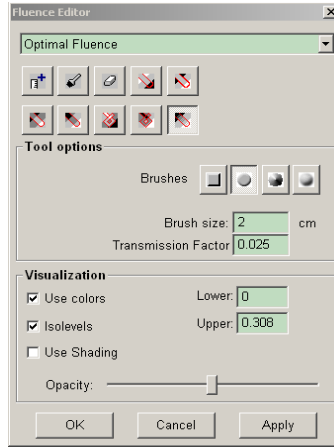 Fluence Editor
Optimal Fluence
Tool options
Brushes
Brush size: 2 cm
Transmission Factor 0.025
Visualization
Use colors Lower: 0
Isolevels Upper: 0.308
Use Shading
Opacity:
OK Cancel Apply